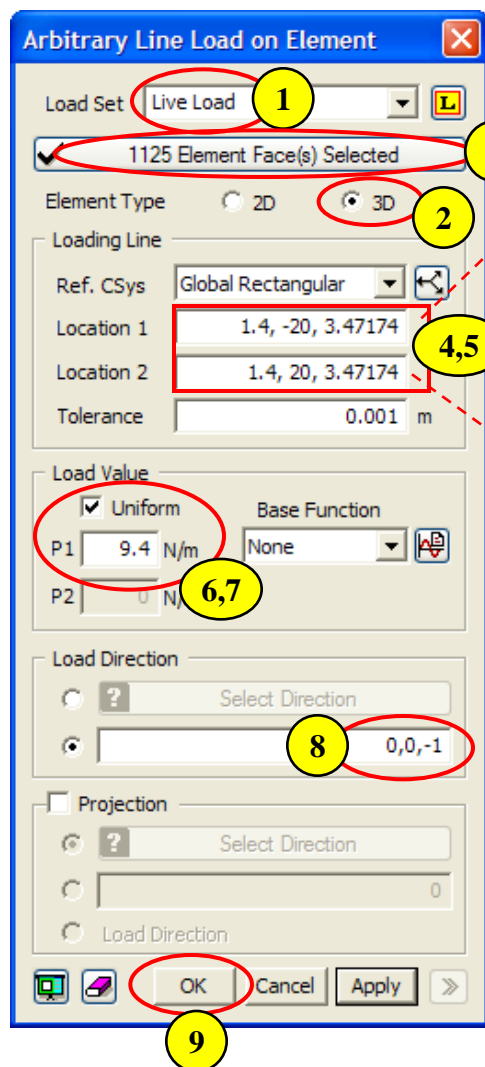 Arbitrary Line Load on Element
Load Set Live Load 1 L
1125 Element Face(s) Selected
Element Type 2D 3D 2
Loading Line
Ref. CSys Global Rectangular
Location 1 1.4, -20, 3.47174
4,5
Location 2 1.4, 20, 3.47174
Tolerance 0.001 m
Load Value
Uniform Base Function
P1 9.4 N/m None
P2 0 N/ 6,7
Load Direction
? Select Direction
8 0,0,-1
Projection
? Select Direction
0
Load Direction
OK Cancel Apply
9